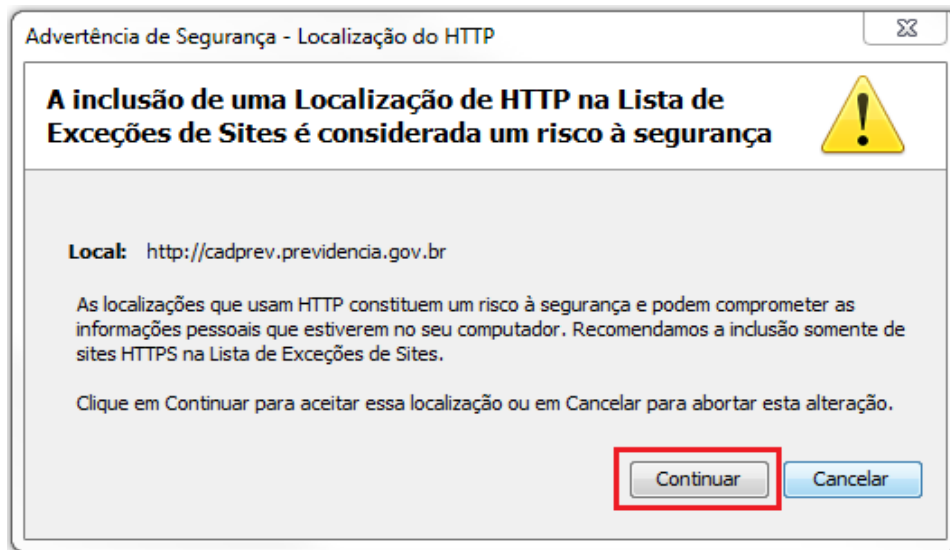 Advertência de Segurança - Localização do HTTP
A inclusão de uma Localização de HTTP na Lista de
Exceções de Sites é considerada um risco à segurança
Local: http://cadprev.previdencia.gov.br
As localizações que usam HTTP constituem um risco à segurança e podem comprometer as
informações pessoais que estiverem no seu computador. Recomendamos a inclusão somente de
sites HTTPS na Lista de Exceções de Sites.
Clique em Continuar para aceitar essa localização ou em Cancelar para abortar esta alteração.
Continuar Cancelar